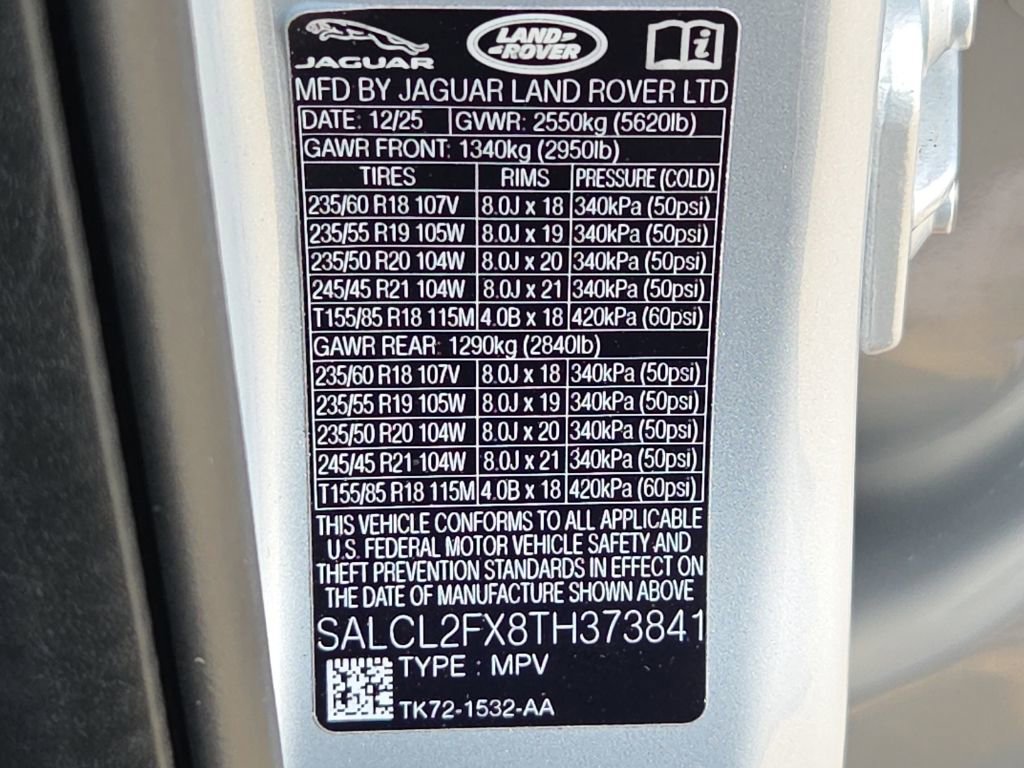 JAGUAR
LAND ROVER
i
MFD BY JAGUAR LAND ROVER LTD
DATE: 12/25 GVWR: 2550kg (5620lb)
GAWR FRONT: 1340kg (2950lb)
TIRES RIMS PRESSURE (COLD)
235/60 R18 107V 8.0J x 18 340kPa (50psi)
235/55 R19 105W 8.0J x 19 340kPa (50psi)
235/50 R20 104W 8.0J x 20 340kPa (50psi)
245/45 R21 104W 8.0J x 21 340kPa (50psi)
T155/85 R18 115M 4.0B x 18 420kPa (60psi)
GAWR REAR: 1290kg (2840lb)
235/60 R18 107V 8.0J x 18 340kPa (50psi)
235/55 R19 105W 8.0J x 19 340kPa (50psi)
235/50 R20 104W 8.0J x 20 340kPa (50psi)
245/45 R21 104W 8.0J x 21 340kPa (50psi)
T155/85 R18 115M 4.0B x 18 420kPa (60psi)
THIS VEHICLE CONFORMS TO ALL APPLICABLE
U.S. FEDERAL MOTOR VEHICLE SAFETY AND
THEFT PREVENTION STANDARDS IN EFFECT ON
THE DATE OF MANUFACTURE SHOWN ABOVE
SALCL2FX8TH373841
TYPE : MPV
TK72-1532-AA